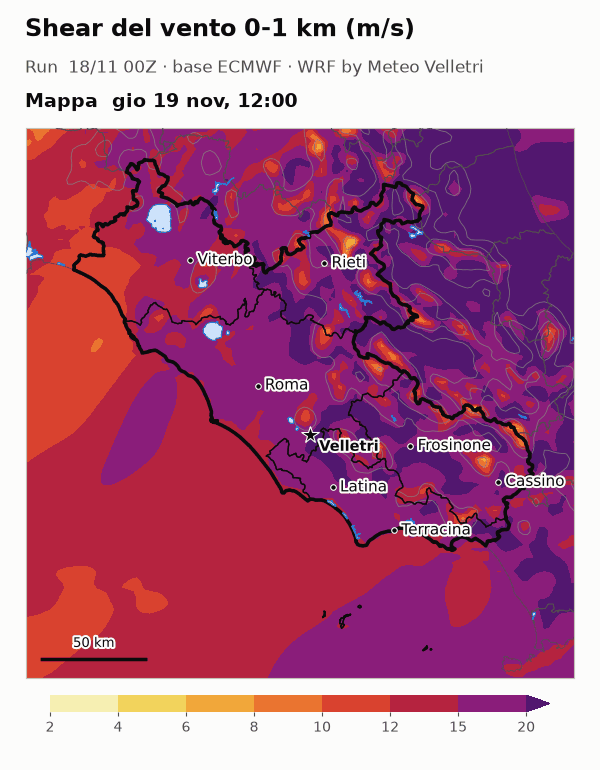 Shear del vento 0-1 km (m/s)
Run  18/11 00Z · base ECMWF · WRF by Meteo Velletri
Mappa  gio 19 nov, 12:00
Viterbo
Rieti
Roma
Velletri
Frosinone
Latina
Cassino
Terracina
50 km
2 4 6 8 10 12 15 20